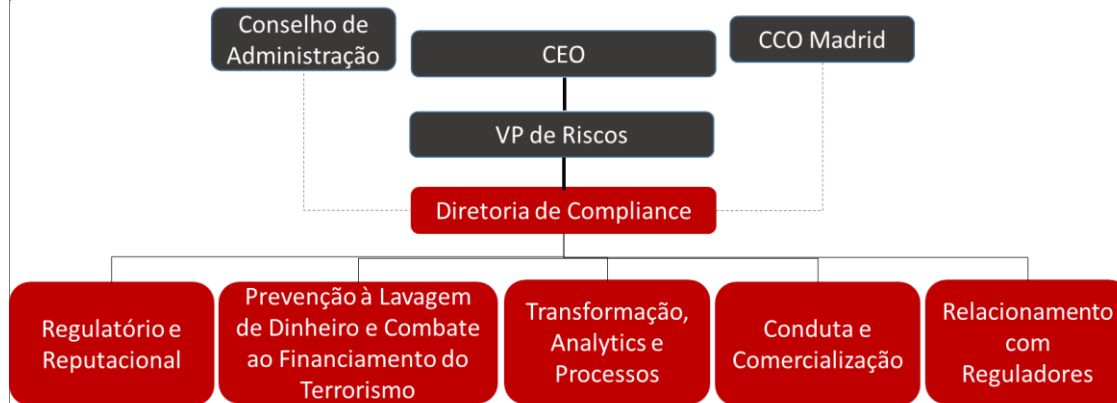 Conselho de
Administração
CEO
CCO Madrid
VP de Riscos
Diretoria de Compliance
Regulatório e
Reputacional
Prevenção à Lavagem
de Dinheiro e Combate
ao Financiamento do
Terrorismo
Transformação,
Analytics e
Processos
Conduta e
Comercialização
Relacionamento
com
Reguladores